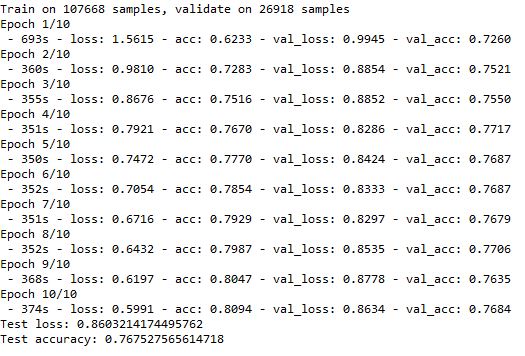 Train on 107668 samples, validate on 26918 samples
Epoch 1/10
 - 693s - loss: 1.5615 - acc: 0.6233 - val_loss: 0.9945 - val_acc: 0.7260
Epoch 2/10
 - 360s - loss: 0.9810 - acc: 0.7283 - val_loss: 0.8854 - val_acc: 0.7521
Epoch 3/10
 - 355s - loss: 0.8676 - acc: 0.7516 - val_loss: 0.8852 - val_acc: 0.7550
Epoch 4/10
 - 351s - loss: 0.7921 - acc: 0.7670 - val_loss: 0.8286 - val_acc: 0.7717
Epoch 5/10
 - 350s - loss: 0.7472 - acc: 0.7770 - val_loss: 0.8424 - val_acc: 0.7687
Epoch 6/10
 - 352s - loss: 0.7054 - acc: 0.7854 - val_loss: 0.8333 - val_acc: 0.7687
Epoch 7/10
 - 351s - loss: 0.6716 - acc: 0.7929 - val_loss: 0.8297 - val_acc: 0.7679
Epoch 8/10
 - 352s - loss: 0.6432 - acc: 0.7987 - val_loss: 0.8535 - val_acc: 0.7706
Epoch 9/10
 - 368s - loss: 0.6197 - acc: 0.8047 - val_loss: 0.8778 - val_acc: 0.7635
Epoch 10/10
 - 374s - loss: 0.5991 - acc: 0.8094 - val_loss: 0.8634 - val_acc: 0.7684
Test loss: 0.8603214174495762
Test accuracy: 0.767527565614718